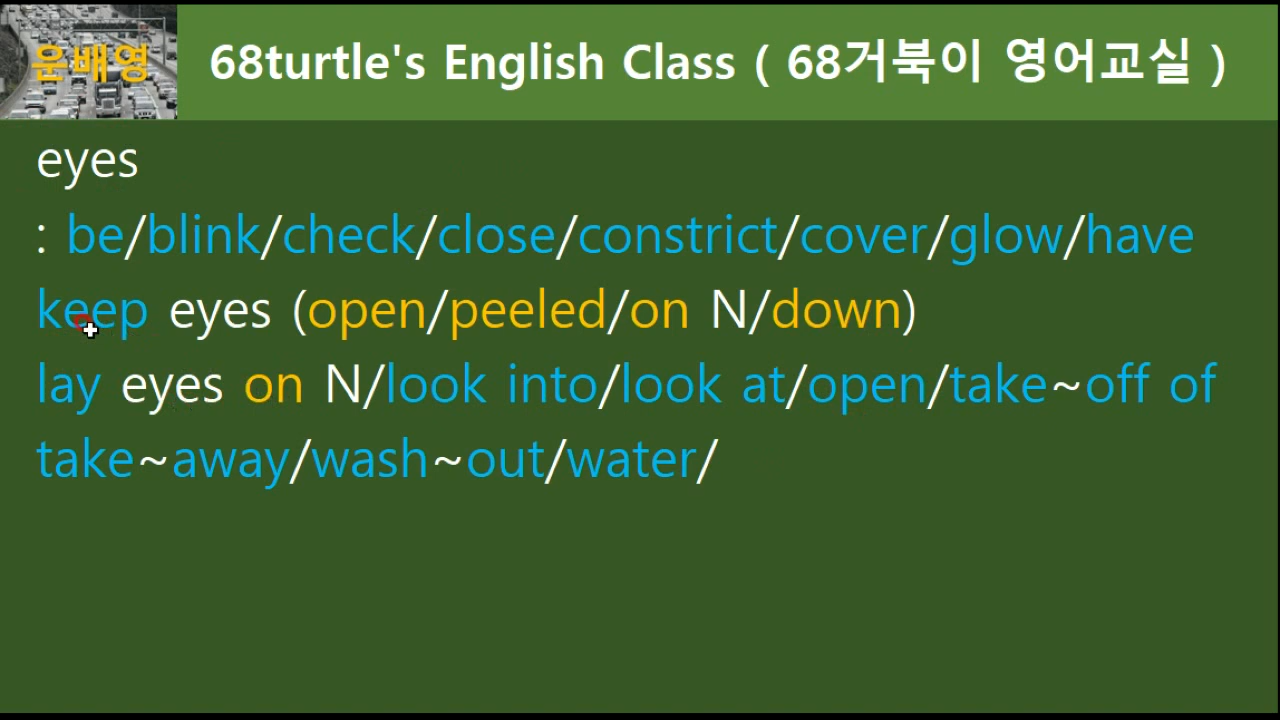 운배영
68turtle's English Class ( 68거북이 영어교실 )
eyes
: be/blink/check/close/constrict/cover/glow/have
keep eyes (open/peeled/on N/down)
lay eyes on N/look into/look at/open/take~off of
take~away/wash~out/water/